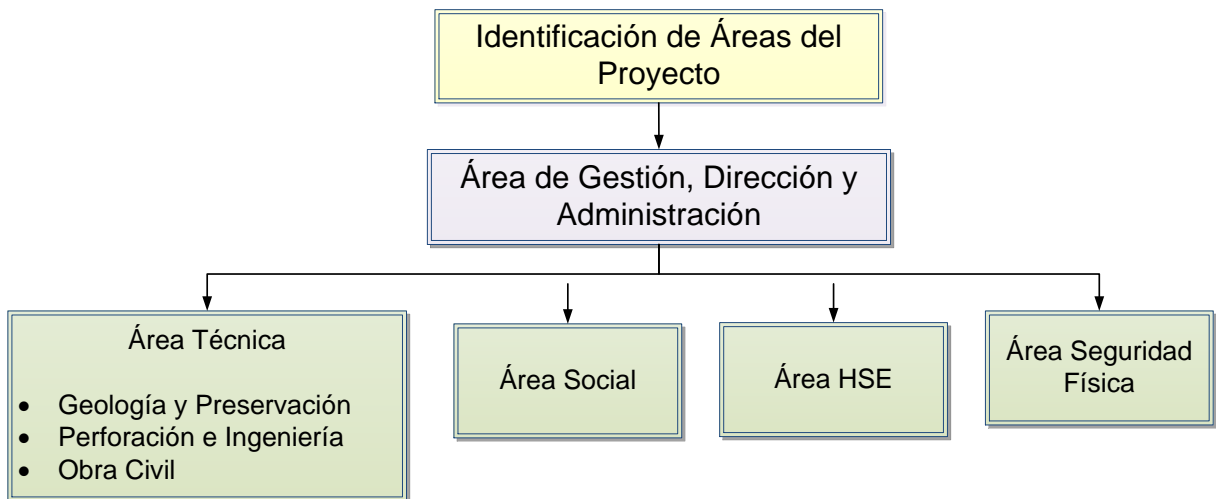 Identificación de Áreas del
Proyecto
Área de Gestión, Dirección y
Administración
Área Técnica
• Geología y Preservación
• Perforación e Ingeniería
• Obra Civil
Área Social
Área HSE
Área Seguridad
Física